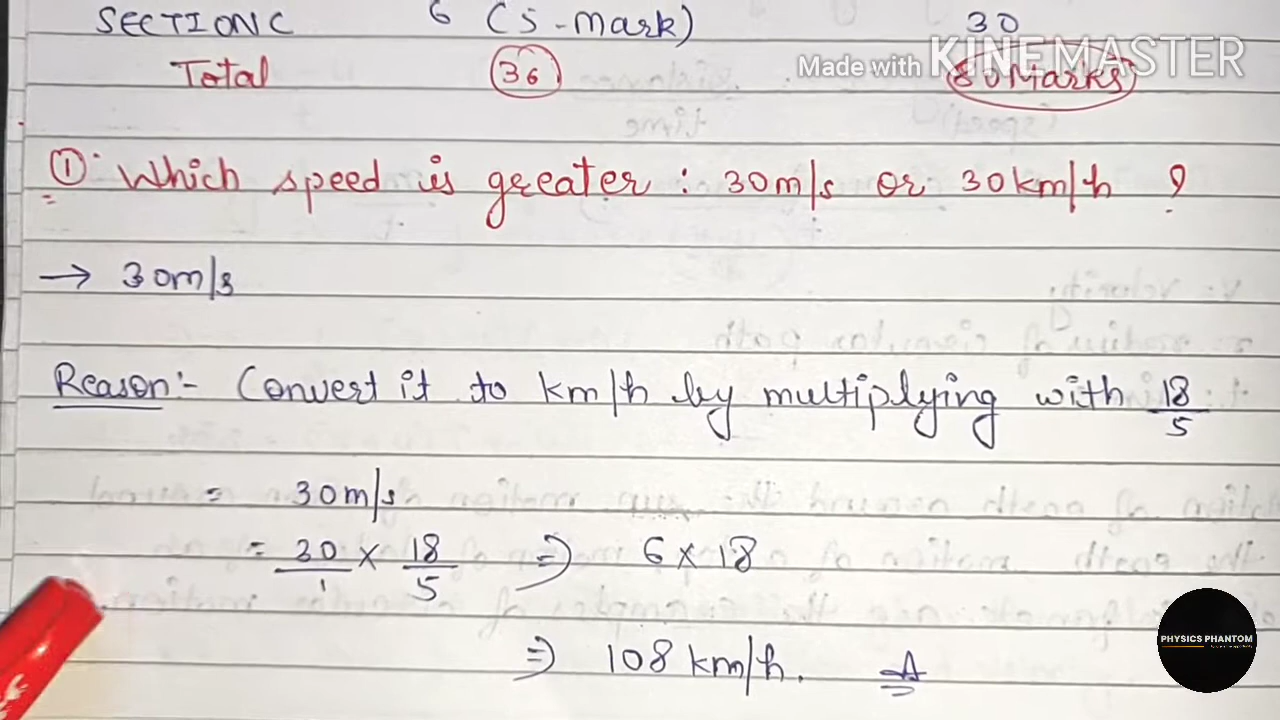 SECTION C 6 (5-mark) 30
Made with KINEMASTER
Total 36 80 Marks
① Which speed is greater : 30m/s or 30km/h ?
→ 30m/s
Reason:- Convert it to km/h by multiplying with 18/5
= 30m/s
= 30/1 × 18/5 ⇒ 6 × 18
⇒ 108 km/h. A
PHYSICS PHANTOM